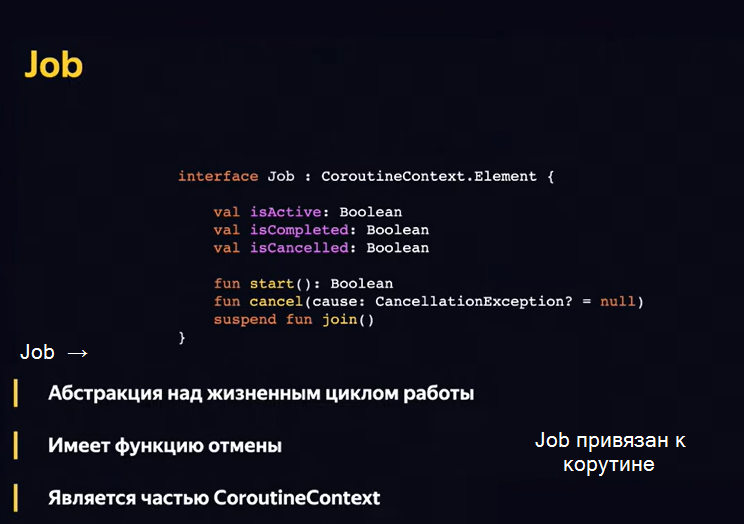 Job
interface Job : CoroutineContext.Element {
val isActive: Boolean
val isCompleted: Boolean
val isCancelled: Boolean
fun start(): Boolean
fun cancel(cause: CancellationException? = null)
suspend fun join()
}
Job →
Абстракция над жизненным циклом работы
Имеет функцию отмены
Job привязан к
корутине
Является частью CoroutineContext